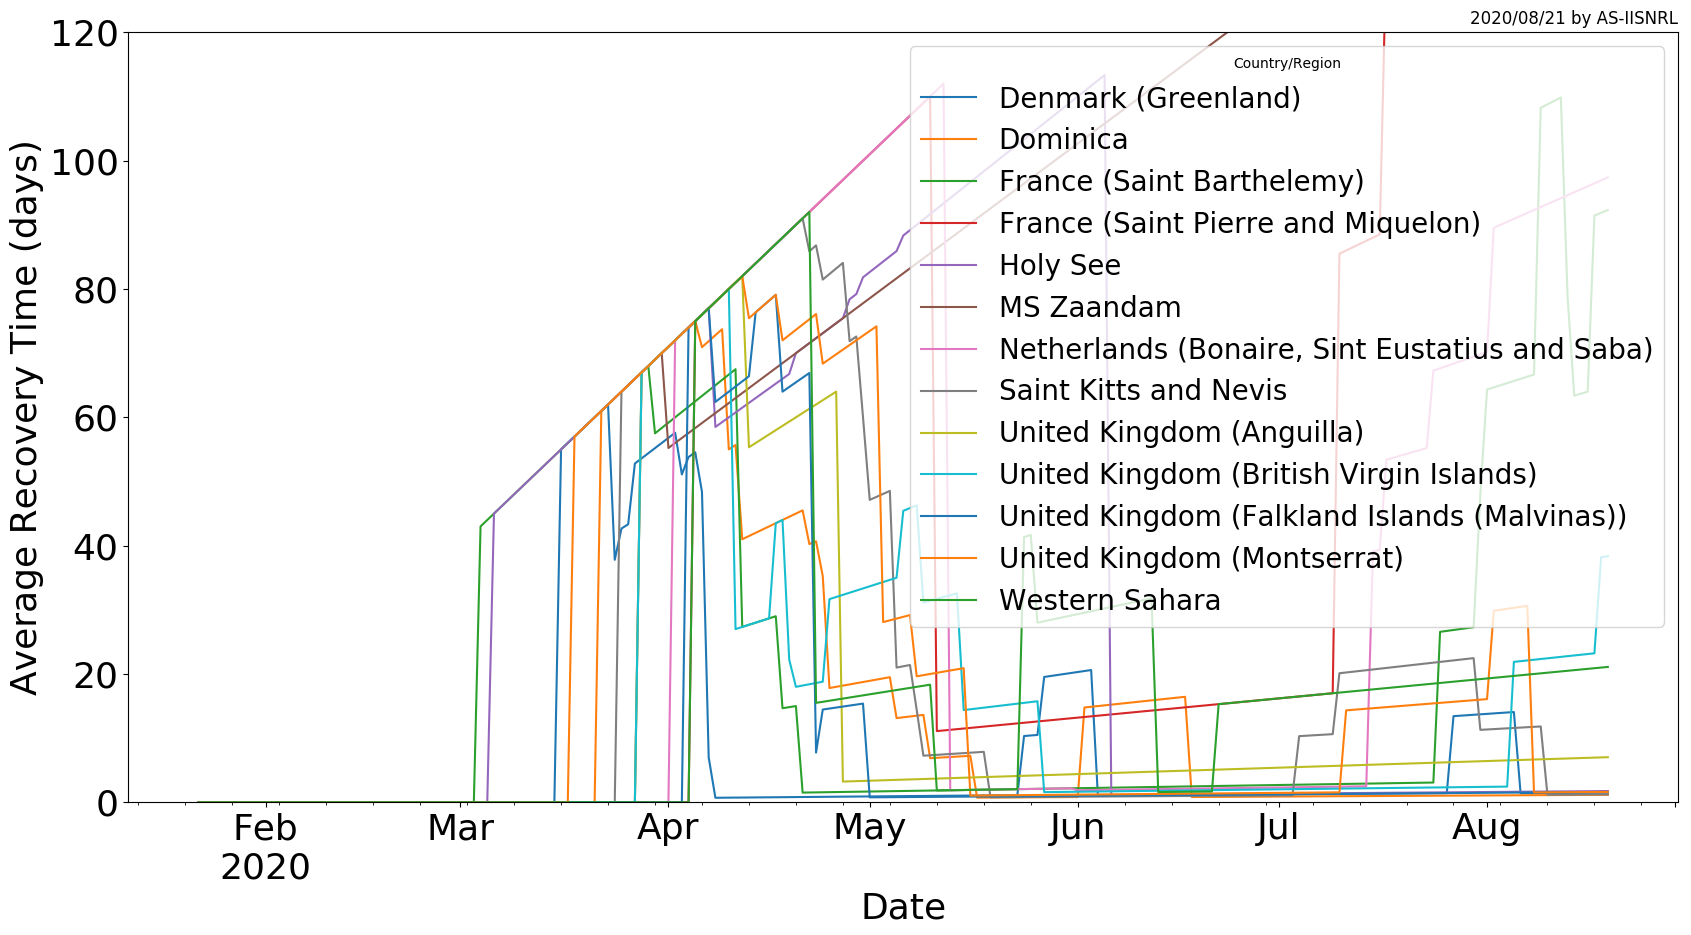 2020/08/21 by AS-IISNRL
Average Recovery Time (days)
120
100
80
60
40
20
0
Country/Region
Denmark (Greenland)
Dominica
France (Saint Barthelemy)
France (Saint Pierre and Miquelon)
Holy See
MS Zaandam
Netherlands (Bonaire, Sint Eustatius and Saba)
Saint Kitts and Nevis
United Kingdom (Anguilla)
United Kingdom (British Virgin Islands)
United Kingdom (Falkland Islands (Malvinas))
United Kingdom (Montserrat)
Western Sahara
Feb Mar Apr May Jun Jul Aug
2020
Date